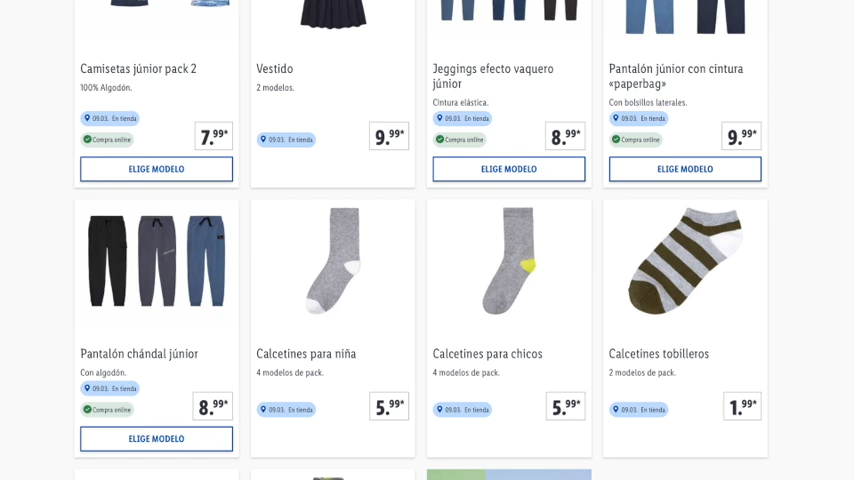 Camisetas júnior pack 2
100% Algodón.
09.03. En tienda
Compra online
7.99*
ELIGE MODELO
Vestido
2 modelos.
09.03. En tienda
9.99*
Jeggings efecto vaquero
júnior
Cintura elástica.
09.03. En tienda
Compra online
8.99*
ELIGE MODELO
Pantalón júnior con cintura
«paperbag»
Con bolsillos laterales.
09.03. En tienda
Compra online
9.99*
ELIGE MODELO
Pantalón chándal júnior
Con algodón.
09.03. En tienda
Compra online
8.99*
ELIGE MODELO
Calcetines para niña
4 modelos de pack.
09.03. En tienda
5.99*
Calcetines para chicos
4 modelos de pack.
09.03. En tienda
5.99*
Calcetines tobilleros
2 modelos de pack.
09.03. En tienda
1.99*